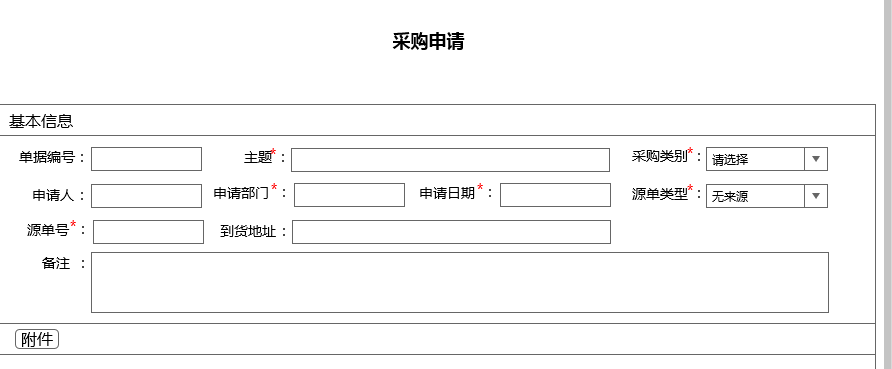 采购申请
基本信息
单据编号： 主题*： 采购类别*： 请选择
申请人： 申请部门*： 申请日期*： 源单类型*： 无来源
源单号*： 到货地址：
备注 ：
附件